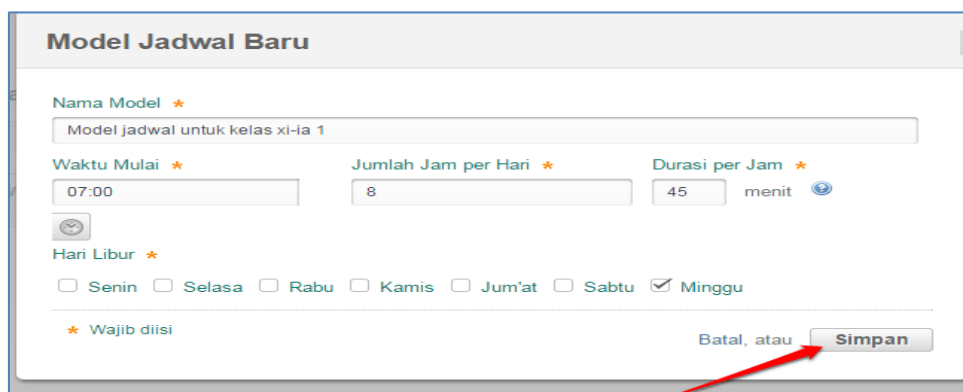 Model Jadwal Baru
Nama Model *
Model jadwal untuk kelas xi-ia 1
Waktu Mulai * Jumlah Jam per Hari * Durasi per Jam *
07:00 8 45 menit
Hari Libur *
Senin Selasa Rabu Kamis Jum'at Sabtu Minggu
* Wajib diisi
Batal, atau Simpan